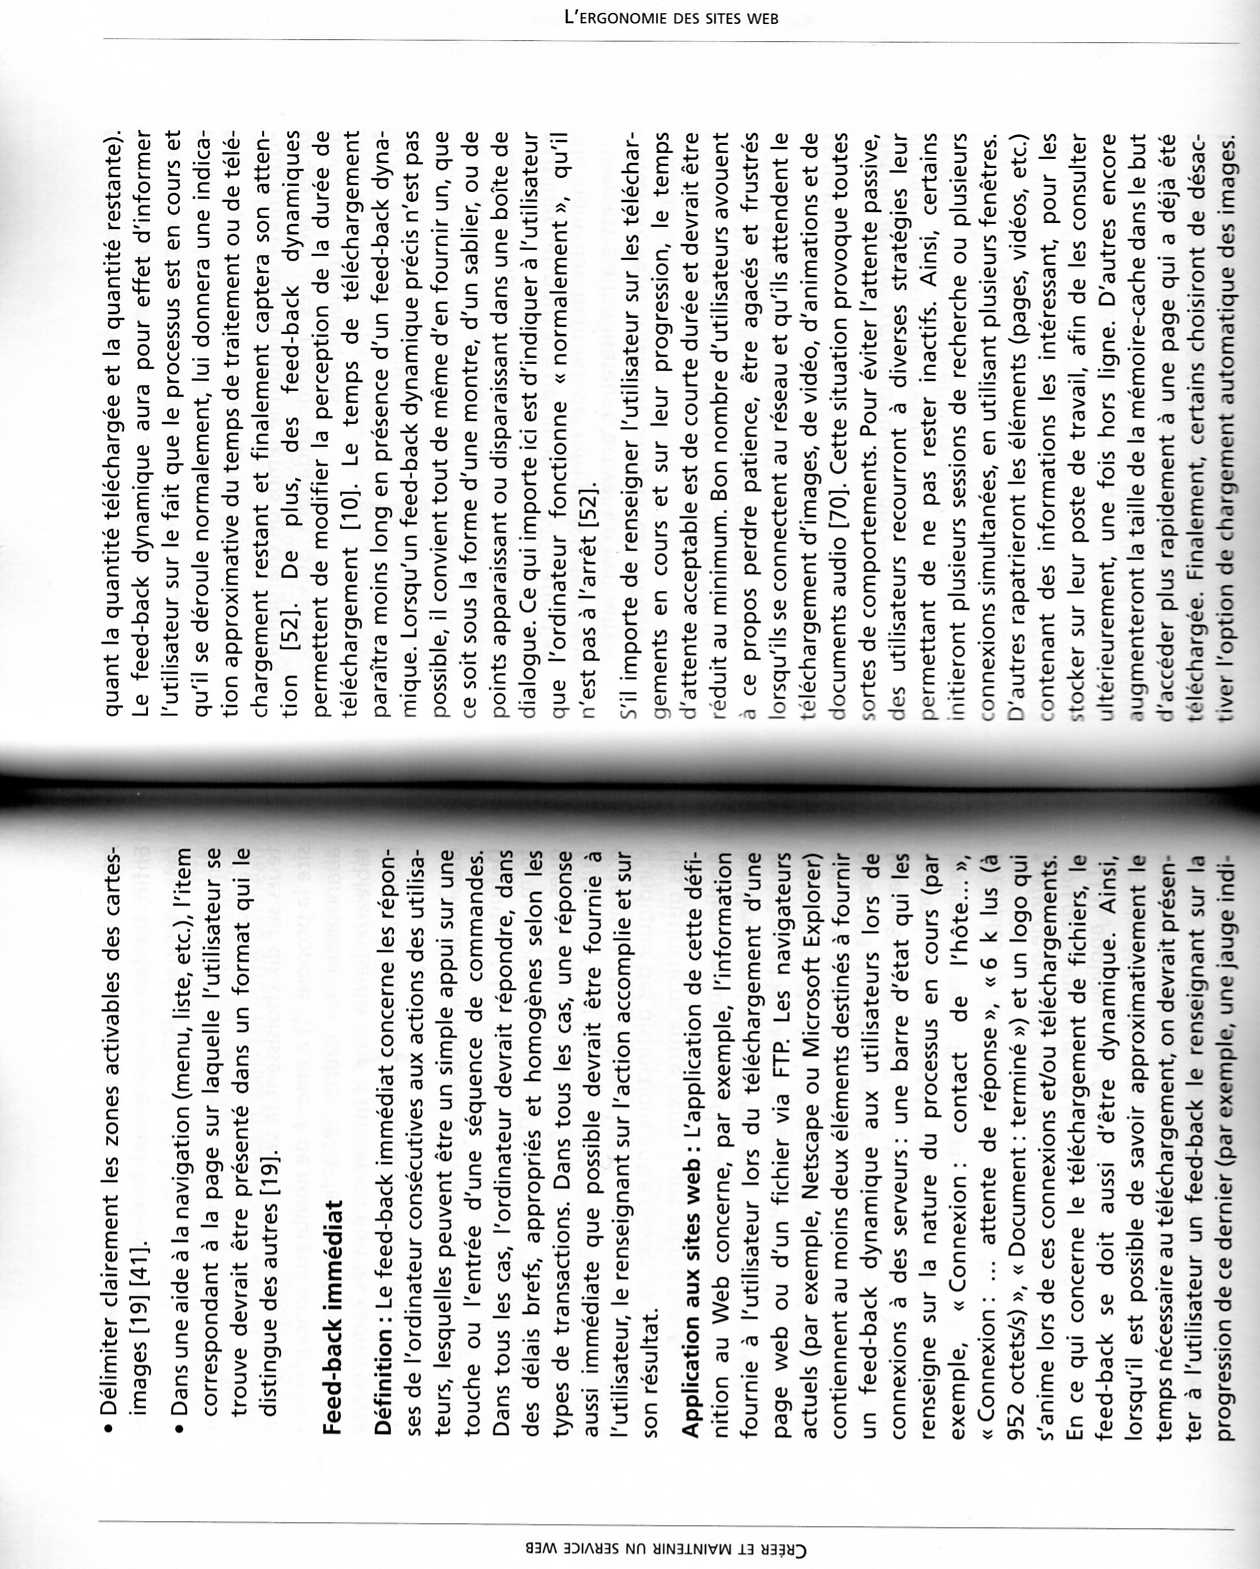 CRÉER ET MAINTENIR UN SERVICE WEB
• Délimiter clairement les zones activables des cartes-
images [19] [41].
• Dans une aide à la navigation (menu, liste, etc.), l'item
correspondant à la page sur laquelle l'utilisateur se
trouve devrait être présenté dans un format qui le
distingue des autres [19].
Feed-back immédiat
Définition : Le feed-back immédiat concerne les répon-
ses de l'ordinateur consécutives aux actions des utilisa-
teurs, lesquelles peuvent être un simple appui sur une
touche ou l'entrée d'une séquence de commandes.
Dans tous les cas, l'ordinateur devrait répondre, dans
des délais brefs, appropriés et homogènes selon les
types de transactions. Dans tous les cas, une réponse
aussi immédiate que possible devrait être fournie à
l'utilisateur, le renseignant sur l'action accomplie et sur
son résultat.
Application aux sites web : L'application de cette défi-
nition au Web concerne, par exemple, l'information
fournie à l'utilisateur lors du téléchargement d'une
page web ou d'un fichier via FTP. Les navigateurs
actuels (par exemple, Netscape ou Microsoft Explorer)
contiennent au moins deux éléments destinés à fournir
un feed-back dynamique aux utilisateurs lors de
connexions à des serveurs : une barre d'état qui les
renseigne sur la nature du processus en cours (par
exemple, « Connexion : contact de l'hôte... »,
« Connexion : ... attente de réponse », « 6 k lus (à
952 octets/s) », « Document : terminé ») et un logo qui
s'anime lors de ces connexions et/ou téléchargements.
En ce qui concerne le téléchargement de fichiers, le
feed-back se doit aussi d'être dynamique. Ainsi,
lorsqu'il est possible de savoir approximativement le
temps nécessaire au téléchargement, on devrait présen-
ter à l'utilisateur un feed-back le renseignant sur la
progression de ce dernier (par exemple, une jauge indi-
L'ERGONOMIE DES SITES WEB
quant la quantité téléchargée et la quantité restante).
Le feed-back dynamique aura pour effet d'informer
l'utilisateur sur le fait que le processus est en cours et
qu'il se déroule normalement, lui donnera une indica-
tion approximative du temps de traitement ou de télé-
chargement restant et finalement captera son atten-
tion [52]. De plus, des feed-back dynamiques
permettent de modifier la perception de la durée de
téléchargement [10]. Le temps de téléchargement
paraîtra moins long en présence d'un feed-back dyna-
mique. Lorsqu'un feed-back dynamique précis n'est pas
possible, il convient tout de même d'en fournir un, que
ce soit sous la forme d'une montre, d'un sablier, ou de
points apparaissant ou disparaissant dans une boîte de
dialogue. Ce qui importe ici est d'indiquer à l'utilisateur
que l'ordinateur fonctionne « normalement », qu'il
n'est pas à l'arrêt [52].
S'il importe de renseigner l'utilisateur sur les téléchar-
gements en cours et sur leur progression, le temps
d'attente acceptable est de courte durée et devrait être
réduit au minimum. Bon nombre d'utilisateurs avouent
à ce propos perdre patience, être agacés et frustrés
lorsqu'ils se connectent au réseau et qu'ils attendent le
téléchargement d'images, de vidéo, d'animations et de
documents audio [70]. Cette situation provoque toutes
sortes de comportements. Pour éviter l'attente passive,
des utilisateurs recourront à diverses stratégies leur
permettant de ne pas rester inactifs. Ainsi, certains
initieront plusieurs sessions de recherche ou plusieurs
connexions simultanées, en utilisant plusieurs fenêtres.
D'autres rapatrieront les éléments (pages, vidéos, etc.)
contenant des informations les intéressant, pour les
stocker sur leur poste de travail, afin de les consulter
ultérieurement, une fois hors ligne. D'autres encore
augmenteront la taille de la mémoire-cache dans le but
d'accéder plus rapidement à une page qui a déjà été
téléchargée. Finalement, certains choisiront de désac-
tiver l'option de chargement automatique des images.